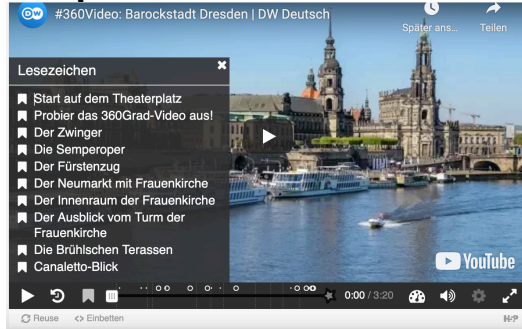 DW
#360Video: Barockstadt Dresden | DW Deutsch
Später ans...
Teilen
Lesezeichen
Start auf dem Theaterplatz
Probier das 360Grad-Video aus!
Der Zwinger
Die Semperoper
Der Fürstenzug
Der Neumarkt mit Frauenkirche
Der Innenraum der Frauenkirche
Der Ausblick vom Turm der
Frauenkirche
Die Brühlschen Terassen
Canaletto-Blick
YouTube
0:00 / 3:20
Reuse
<> Einbetten
H-P